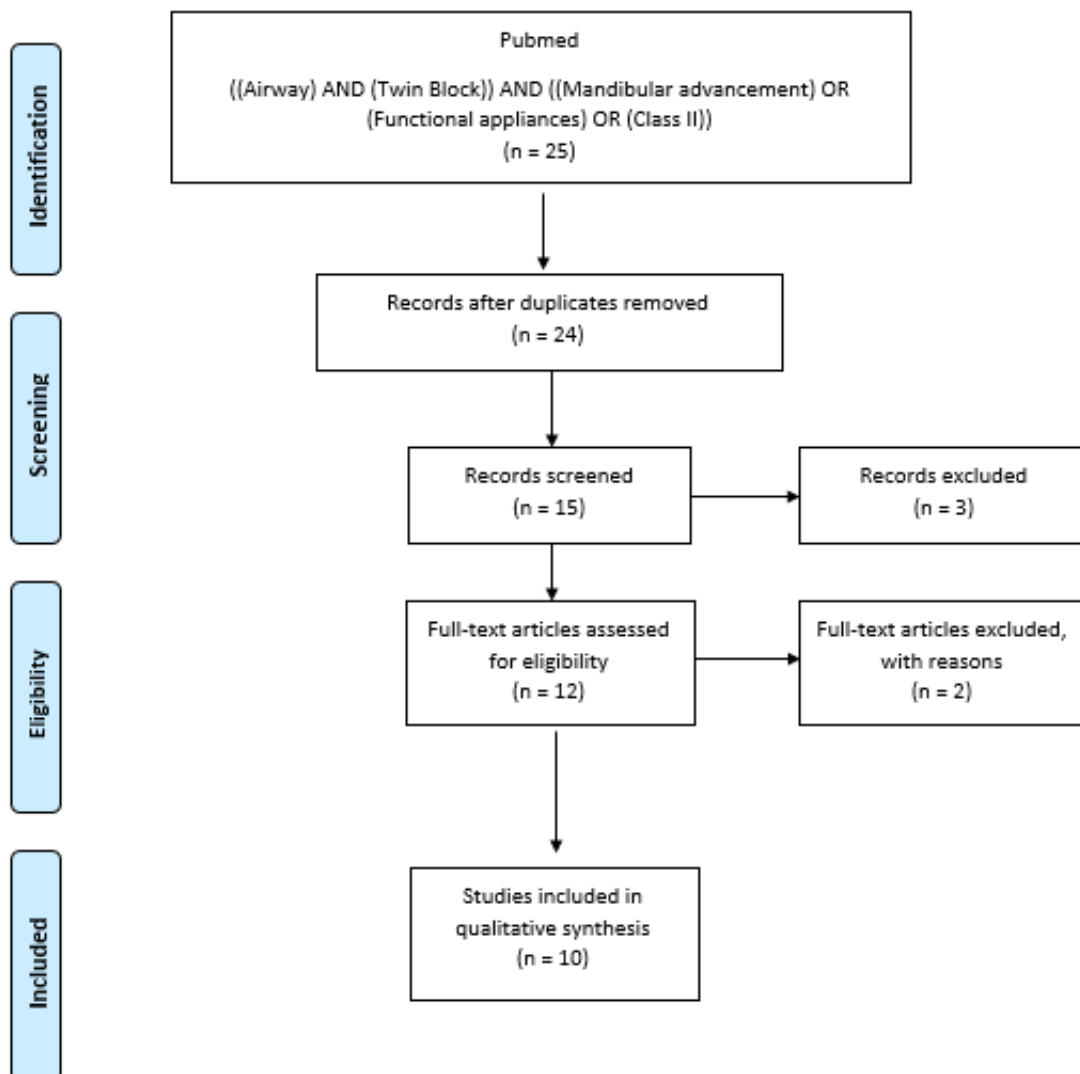 Identification
Pubmed
((Airway) AND (Twin Block)) AND ((Mandibular advancement) OR
(Functional appliances) OR (Class II))
(n = 25)
Records after duplicates removed
(n = 24)
Screening
Records screened
(n = 15)
Records excluded
(n = 3)
Eligibility
Full-text articles assessed
for eligibility
(n = 12)
Full-text articles excluded,
with reasons
(n = 2)
Included
Studies included in
qualitative synthesis
(n = 10)